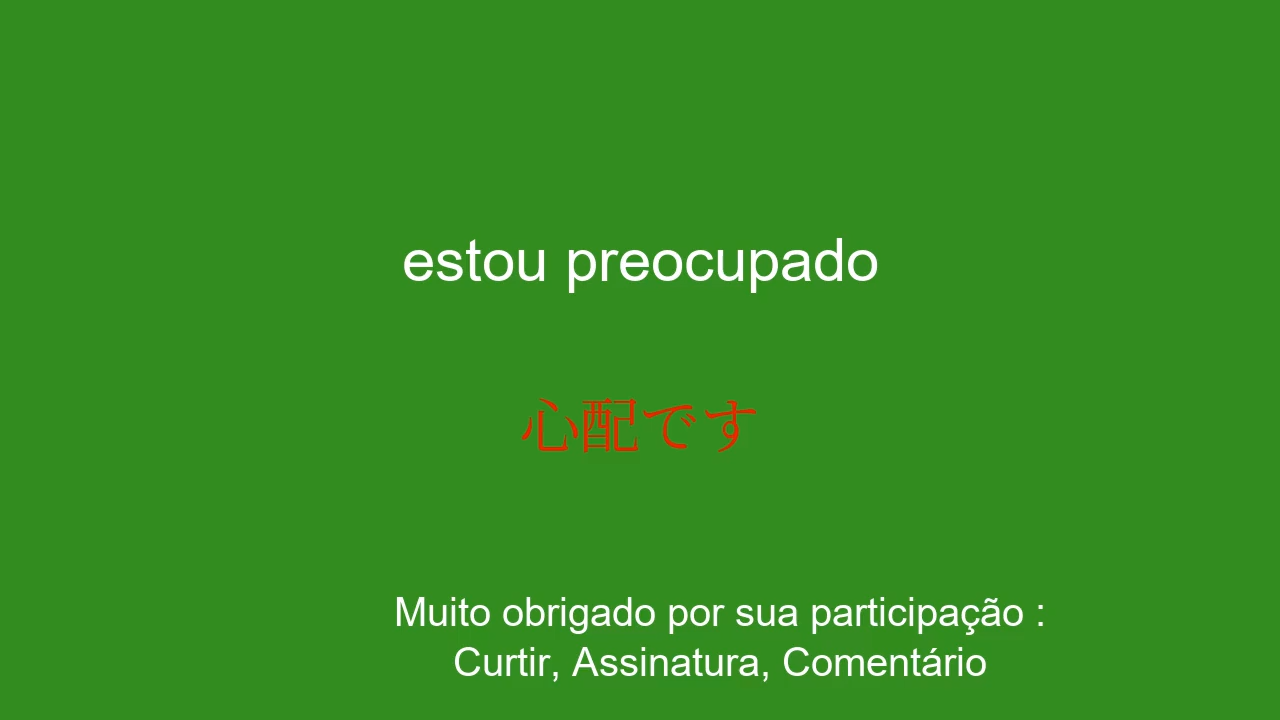 estou preocupado
心配です
Muito obrigado por sua participação :
Curtir, Assinatura, Comentário